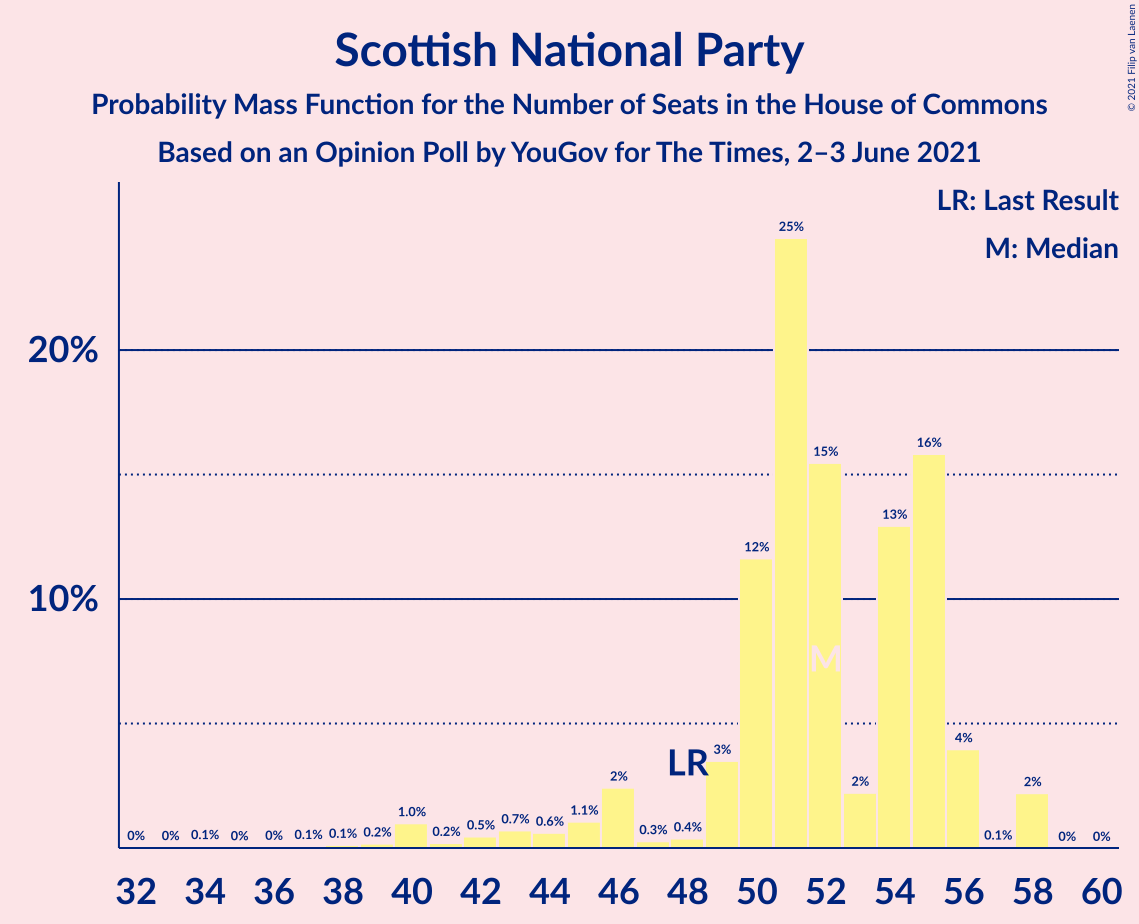 © 2021 Filip van Laenen
Scottish National Party
Probability Mass Function for the Number of Seats in the House of Commons
Based on an Opinion Poll by YouGov for The Times, 2–3 June 2021
LR: Last Result
M: Median
20%
10%
0% 0% 0.1% 0% 0% 0.1% 0.1% 0.2% 1.0% 0.2% 0.5% 0.7% 0.6% 1.1% 2% 0.3% 0.4% 3% 12% 25% 15% 2% 13% 16% 4% 0.1% 2% 0% 0%
LR
M
32 34 36 38 40 42 44 46 48 50 52 54 56 58 60